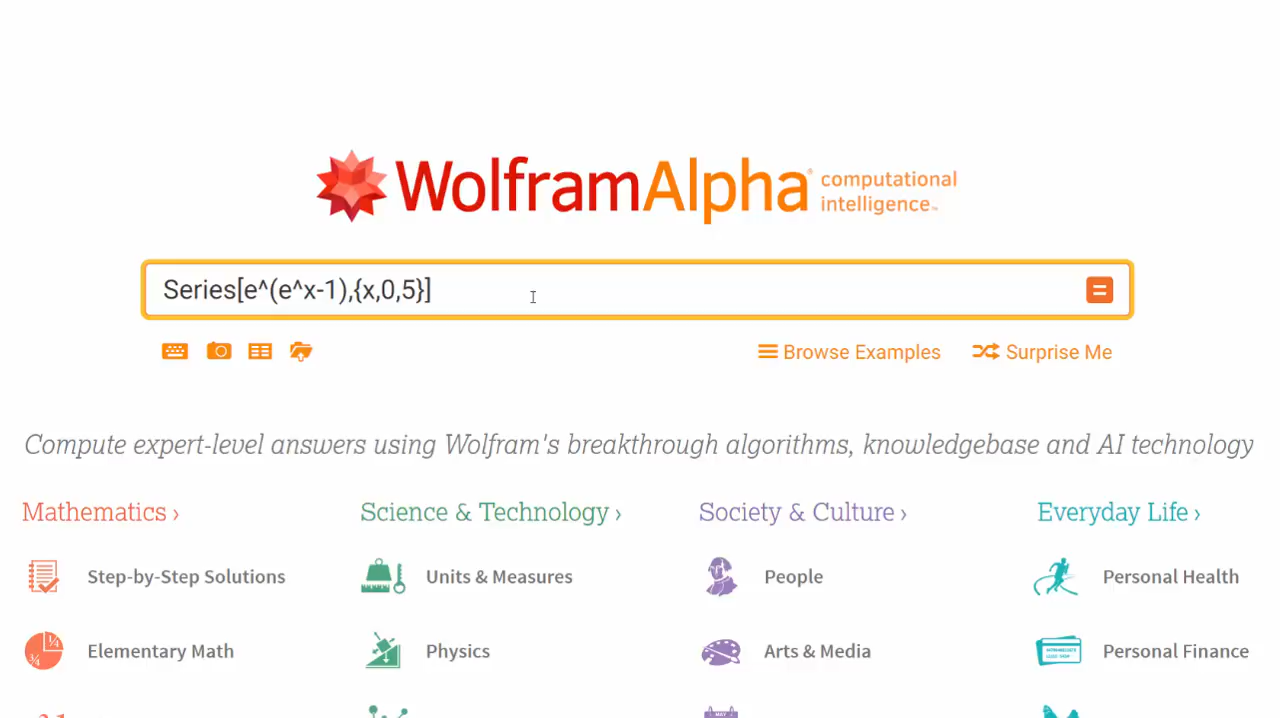 WolframAlpha computational intelligence™
Series[e^(e^x-1),{x,0,5}]
Browse Examples Surprise Me
Compute expert-level answers using Wolfram's breakthrough algorithms, knowledgebase and AI technology
Mathematics › Science & Technology › Society & Culture › Everyday Life ›
Step-by-Step Solutions Units & Measures People Personal Health
Elementary Math Physics Arts & Media Personal Finance